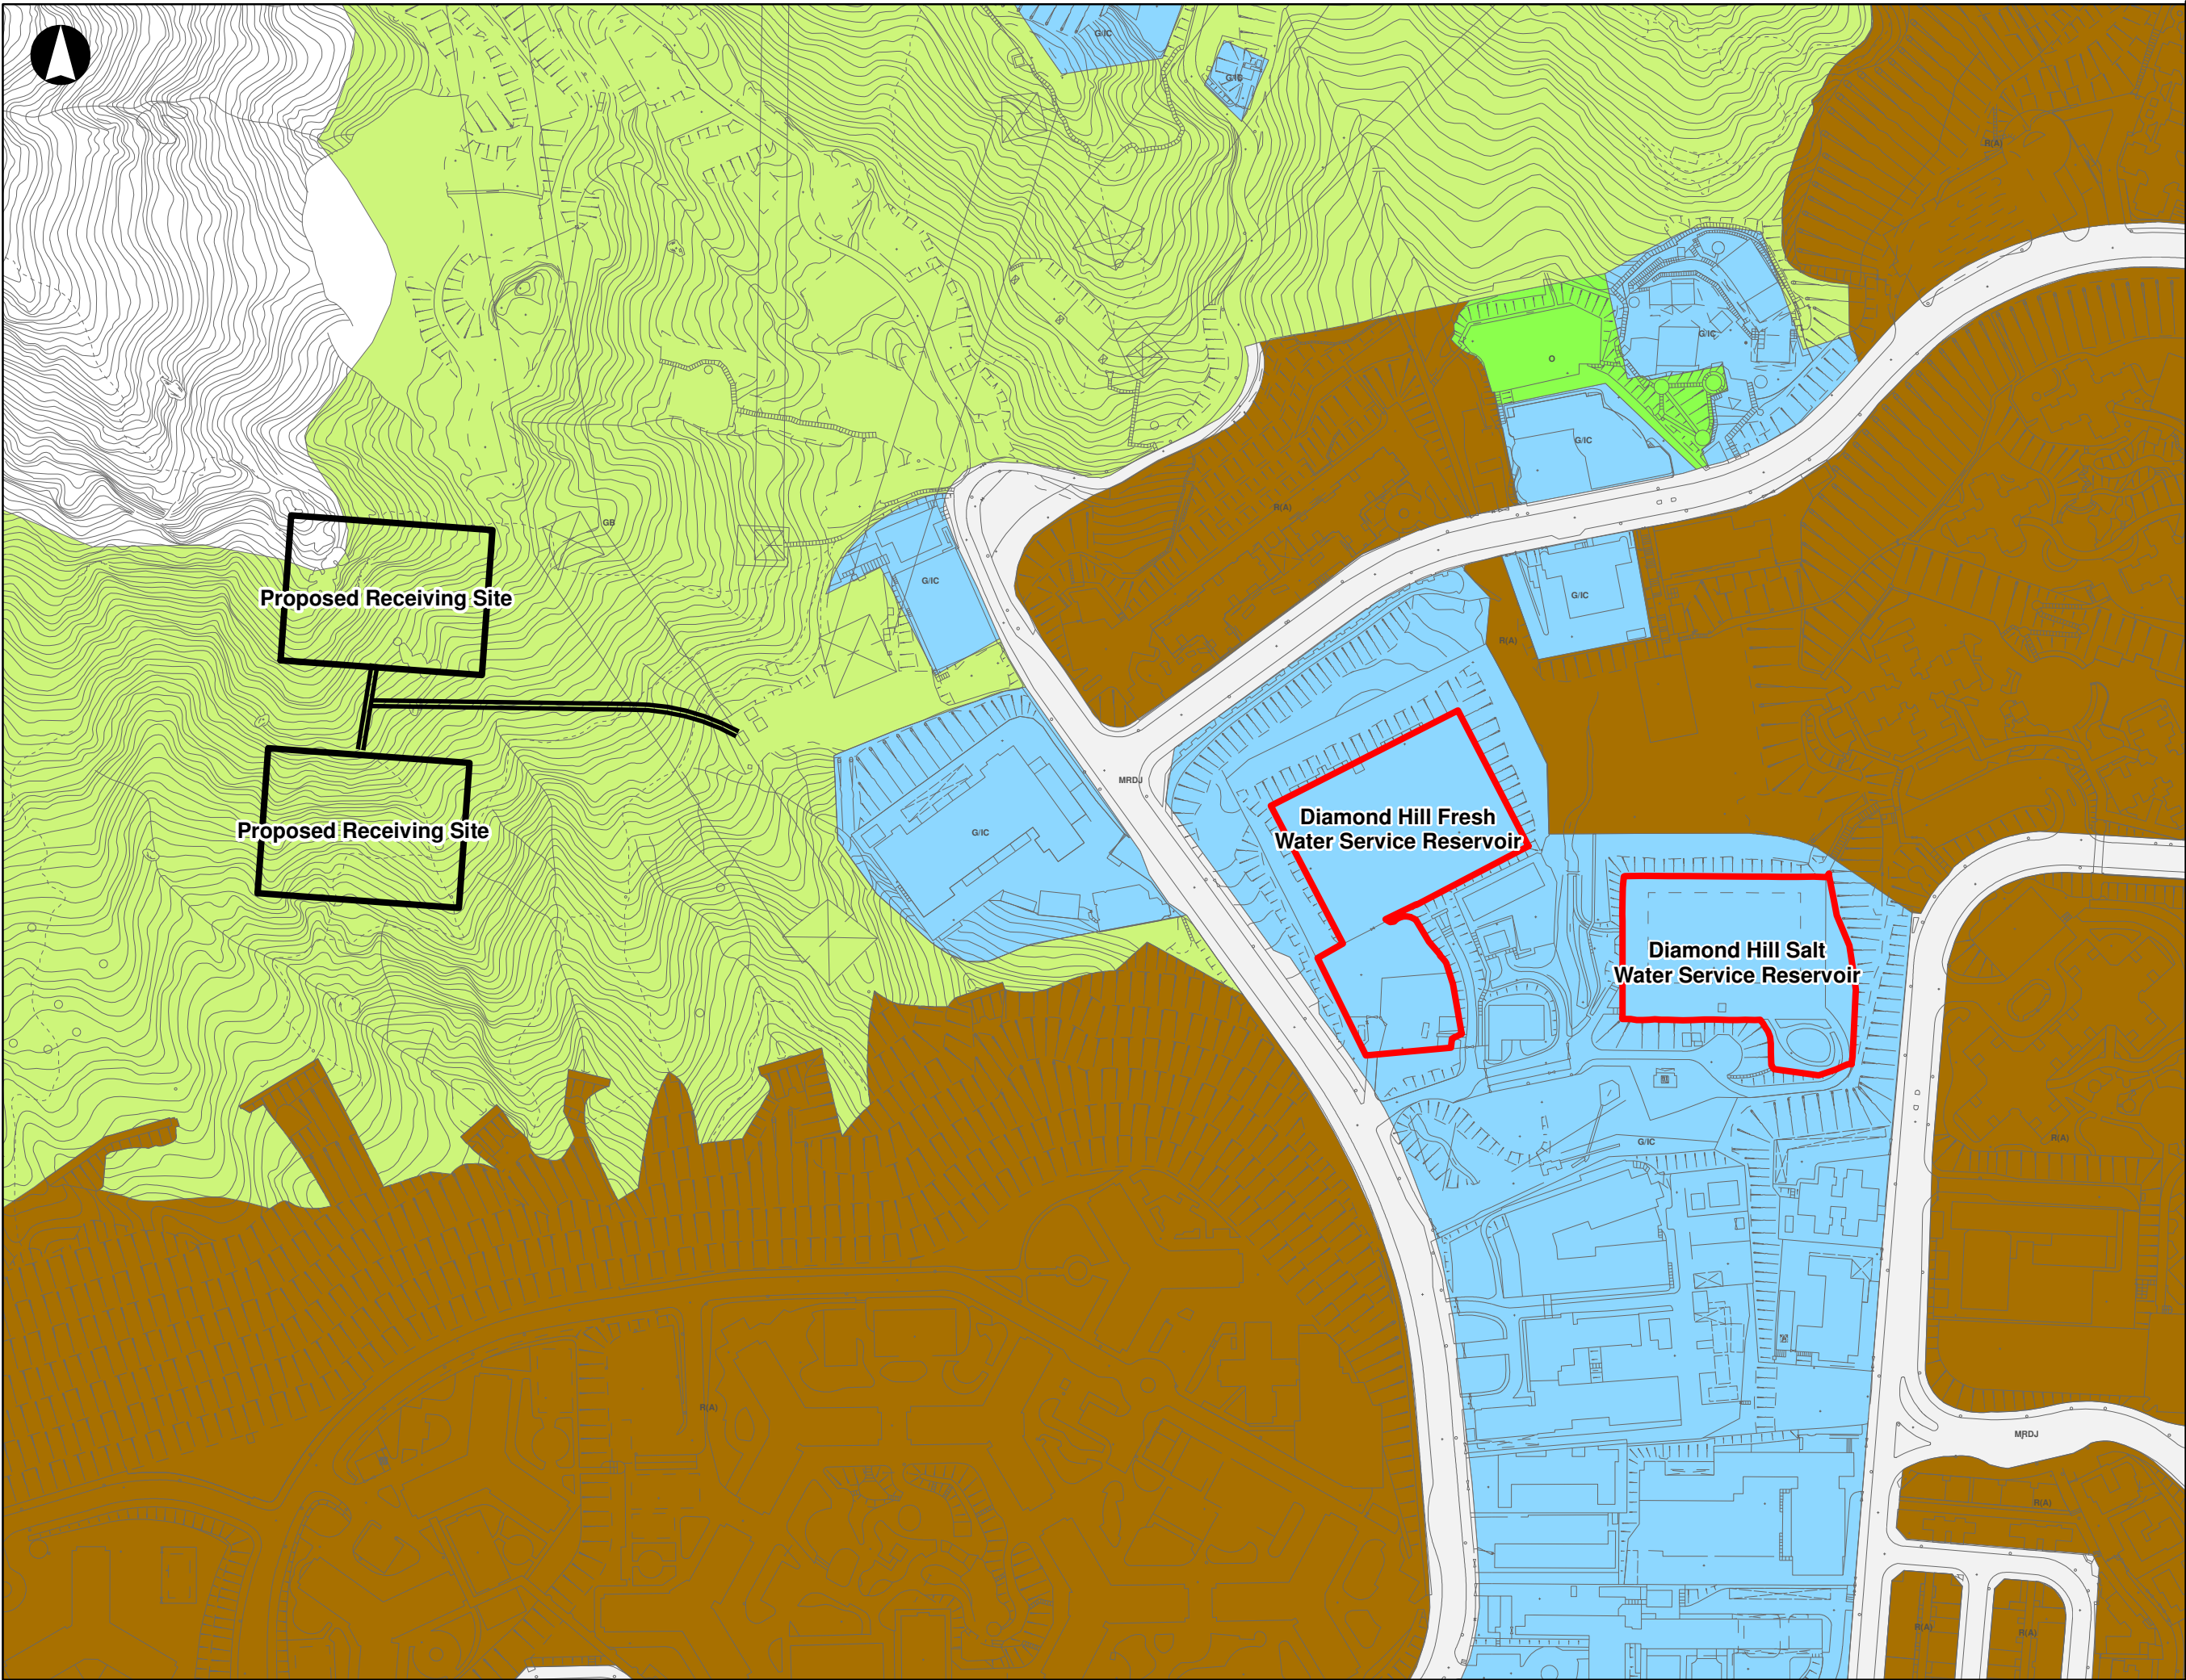 G/IC
G/IC
R(A)
G/IC
O
G/IC
R(A)
GB
G/IC
G/IC
Proposed Receiving Site
R(A)
MRDJ
Diamond Hill Fresh
Water Service Reservoir
Proposed Receiving Site
G/IC
Diamond Hill Salt
Water Service Reservoir
R(A)
G/IC
R(A)
MRDJ
R(A)
R(A)
R(A)